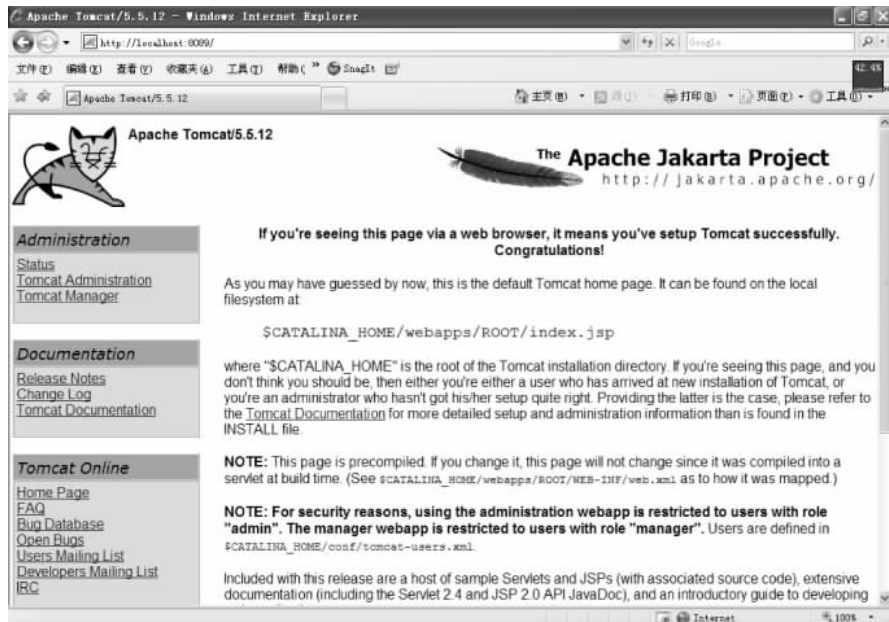 Apache Tomcat/5.5.12 - Windows Internet Explorer
http://localhost:8089/
Google
文件(F) 编辑(E) 查看(V) 收藏夹(A) 工具(T) 帮助( » SnagIt
42.4%
Apache Tomcat/5.5.12
主页(M) 打印(R) 页面(P) 工具(O)
Apache Tomcat/5.5.12
The Apache Jakarta Project
http://jakarta.apache.org/
Administration
Status
Tomcat Administration
Tomcat Manager
Documentation
Release Notes
Change Log
Tomcat Documentation
Tomcat Online
Home Page
FAQ
Bug Database
Open Bugs
Users Mailing List
Developers Mailing List
IRC
If you're seeing this page via a web browser, it means you've setup Tomcat successfully.
Congratulations!
As you may have guessed by now, this is the default Tomcat home page. It can be found on the local
filesystem at:
$CATALINA_HOME/webapps/ROOT/index.jsp
where "$CATALINA_HOME" is the root of the Tomcat installation directory. If you're seeing this page, and you
don't think you should be, then either you're either a user who has arrived at new installation of Tomcat, or
you're an administrator who hasn't got his/her setup quite right. Providing the latter is the case, please refer to
the Tomcat Documentation for more detailed setup and administration information than is found in the
INSTALL file.
NOTE: This page is precompiled. If you change it, this page will not change since it was compiled into a
servlet at build time. (See $CATALINA_HOME/webapps/ROOT/WEB-INF/web.xml as to how it was mapped.)
NOTE: For security reasons, using the administration webapp is restricted to users with role
"admin". The manager webapp is restricted to users with role "manager". Users are defined in
$CATALINA_HOME/conf/tomcat-users.xml.
Included with this release are a host of sample Servlets and JSPs (with associated source code), extensive
documentation (including the Servlet 2.4 and JSP 2.0 API JavaDoc), and an introductory guide to developing
Internet
100%